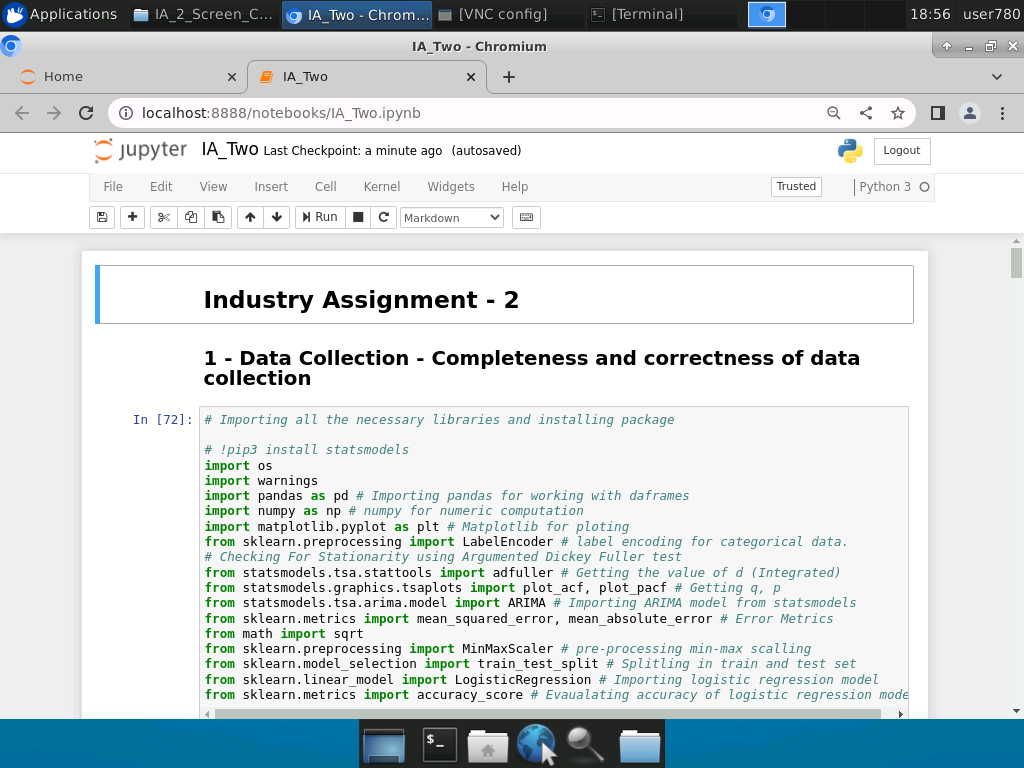 Applications IA_2_Screen_C... IA_Two - Chrom... [VNC config] [Terminal] 18:56 user780
IA_Two - Chromium
Home IA_Two
localhost:8888/notebooks/IA_Two.ipynb
jupyter IA_Two Last Checkpoint: a minute ago (autosaved) Logout
File Edit View Insert Cell Kernel Widgets Help Trusted Python 3
Run Markdown
Industry Assignment - 2
1 - Data Collection - Completeness and correctness of data
collection
In [72]: # Importing all the necessary libraries and installing package
# !pip3 install statsmodels
import os
import warnings
import pandas as pd # Importing pandas for working with daframes
import numpy as np # numpy for numeric computation
import matplotlib.pyplot as plt # Matplotlib for ploting
from sklearn.preprocessing import LabelEncoder # label encoding for categorical data.
# Checking For Stationarity using Argumented Dickey Fuller test
from statsmodels.tsa.stattools import adfuller # Getting the value of d (Integrated)
from statsmodels.graphics.tsaplots import plot_acf, plot_pacf # Getting q, p
from statsmodels.tsa.arima.model import ARIMA # Importing ARIMA model from statsmodels
from sklearn.metrics import mean_squared_error, mean_absolute_error # Error Metrics
from math import sqrt
from sklearn.preprocessing import MinMaxScaler # pre-processing min-max scalling
from sklearn.model_selection import train_test_split # Splitling in train and test set
from sklearn.linear_model import LogisticRegression # Importing logistic regression model
from sklearn.metrics import accuracy_score # Evaualating accuracy of logistic regression mode